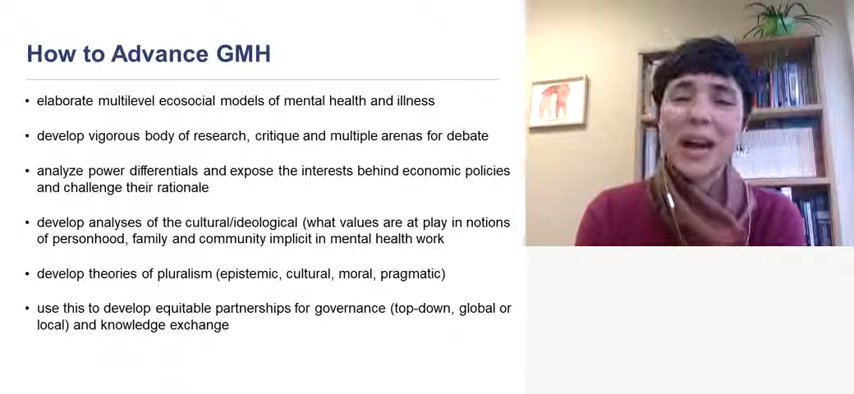 How to Advance GMH
• elaborate multilevel ecosocial models of mental health and illness
• develop vigorous body of research, critique and multiple arenas for debate
• analyze power differentials and expose the interests behind economic policies
and challenge their rationale
• develop analyses of the cultural/ideological (what values are at play in notions
of personhood, family and community implicit in mental health work
• develop theories of pluralism (epistemic, cultural, moral, pragmatic)
• use this to develop equitable partnerships for governance (top-down, global or
local) and knowledge exchange